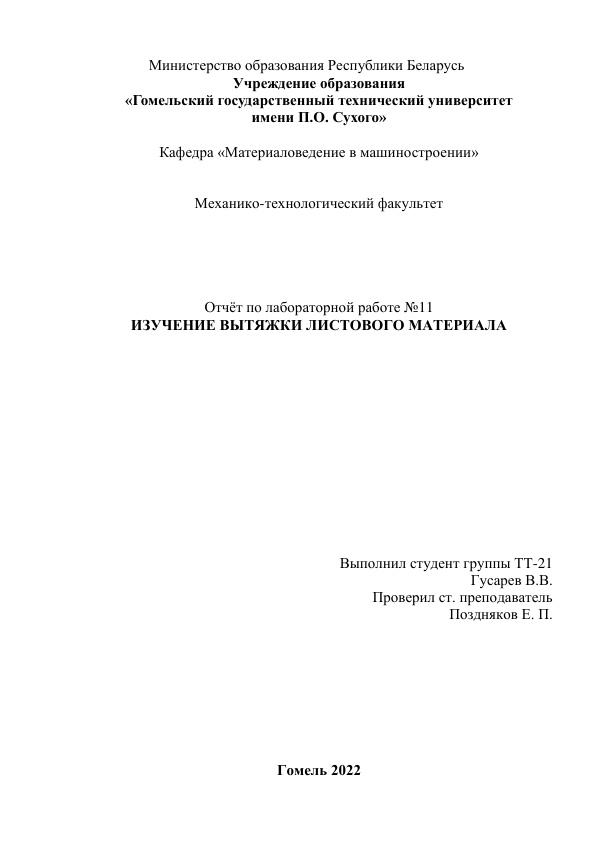 Министерство образования Республики Беларусь
Учреждение образования
«Гомельский государственный технический университет
имени П.О. Сухого»
Кафедра «Материаловедение в машиностроении»
Механико-технологический факультет
Отчёт по лабораторной работе №11
ИЗУЧЕНИЕ ВЫТЯЖКИ ЛИСТОВОГО МАТЕРИАЛА
Выполнил студент группы ТТ-21
Гусарев В.В.
Проверил ст. преподаватель
Поздняков Е. П.
Гомель 2022